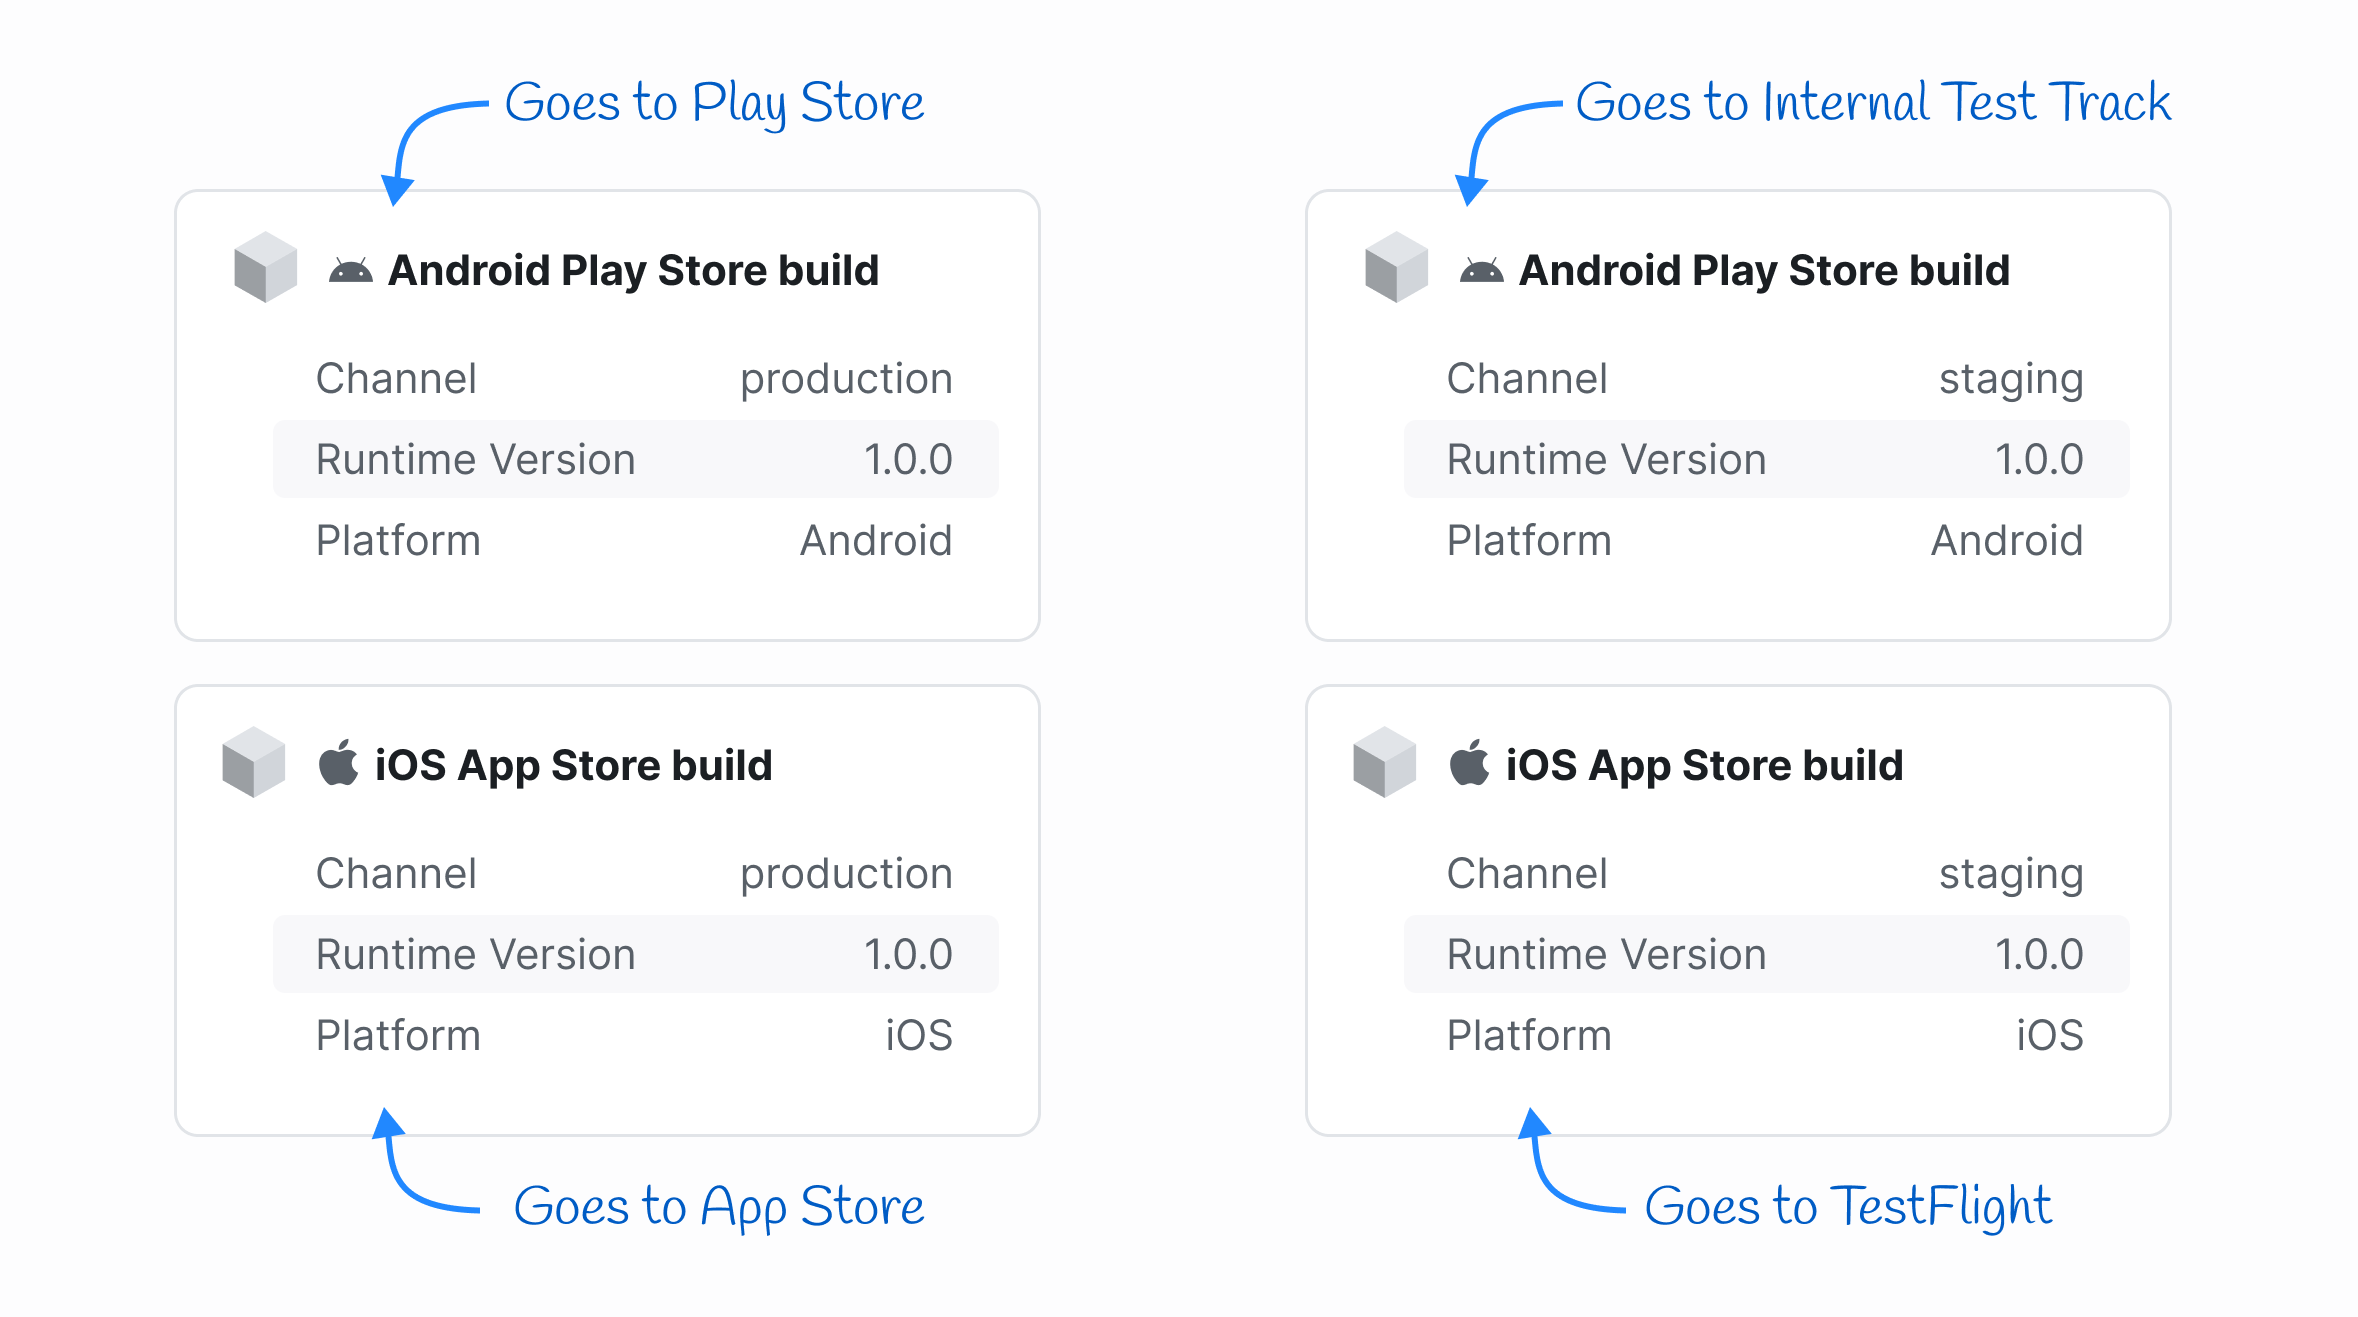 Goes to Play Store
Android Play Store build
Channel production
Runtime Version 1.0.0
Platform Android
iOS App Store build
Channel production
Runtime Version 1.0.0
Platform iOS
Goes to App Store
Goes to Internal Test Track
Android Play Store build
Channel staging
Runtime Version 1.0.0
Platform Android
iOS App Store build
Channel staging
Runtime Version 1.0.0
Platform iOS
Goes to TestFlight